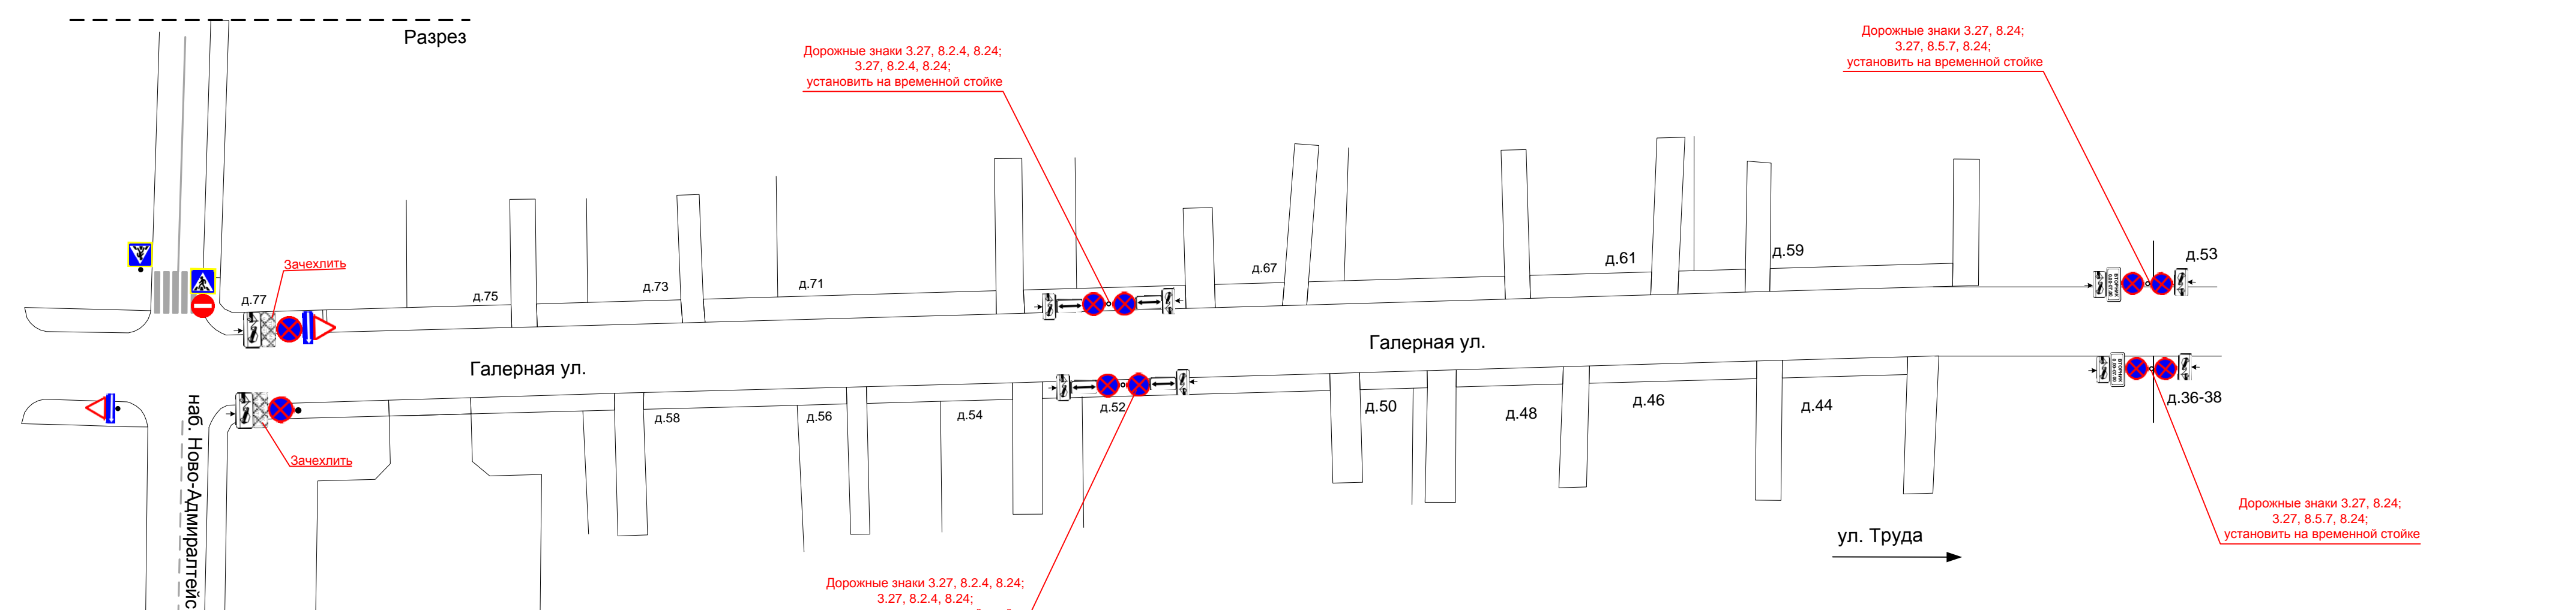 Разрез
Дорожные знаки 3.27, 8.2.4, 8.24;
3.27, 8.2.4, 8.24;
установить на временной стойке
Дорожные знаки 3.27, 8.24;
3.27, 8.5.7, 8.24;
установить на временной стойке
Зачехлить
д.77
д.75
д.73
д.71
д.67
д.61
д.59
д.53
ВТОРНИК
Галерная ул.
Галерная ул.
ВТОРНИК
д.58
д.56
д.54
д.52
д.50
д.48
д.46
д.44
д.36-38
Зачехлить
наб. Ново-Адмиралтейс
ул. Труда
Дорожные знаки 3.27, 8.24;
3.27, 8.5.7, 8.24;
установить на временной стойке
Дорожные знаки 3.27, 8.2.4, 8.24;
3.27, 8.2.4, 8.24;